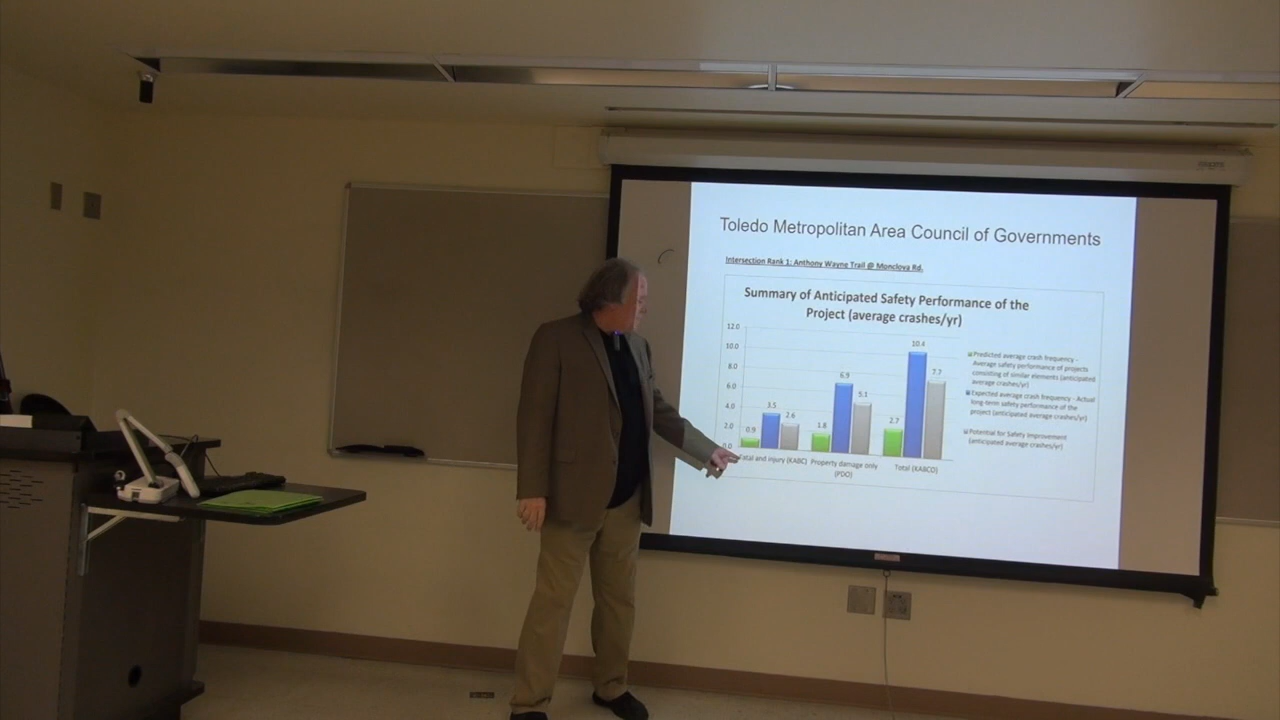 Toledo Metropolitan Area Council of Governments
Intersection Rank 1: Anthony Wayne Trail @ Monclova Rd.
Summary of Anticipated Safety Performance of the
Project (average crashes/yr)
12.0
10.0
8.0
6.0
4.0
2.0
0.0
0.9
3.5
2.6
1.8
6.9
5.1
2.7
10.4
7.7
Fatal and injury (KABC)
Property damage only
(PDO)
Total (KABCO)
Predicted average crash frequency -
Average safety performance of projects
consisting of similar elements (anticipated
average crashes/yr)
Expected average crash frequency - Actual
long-term safety performance of the
project (anticipated average crashes/yr)
Potential for Safety Improvement
(anticipated average crashes/yr)